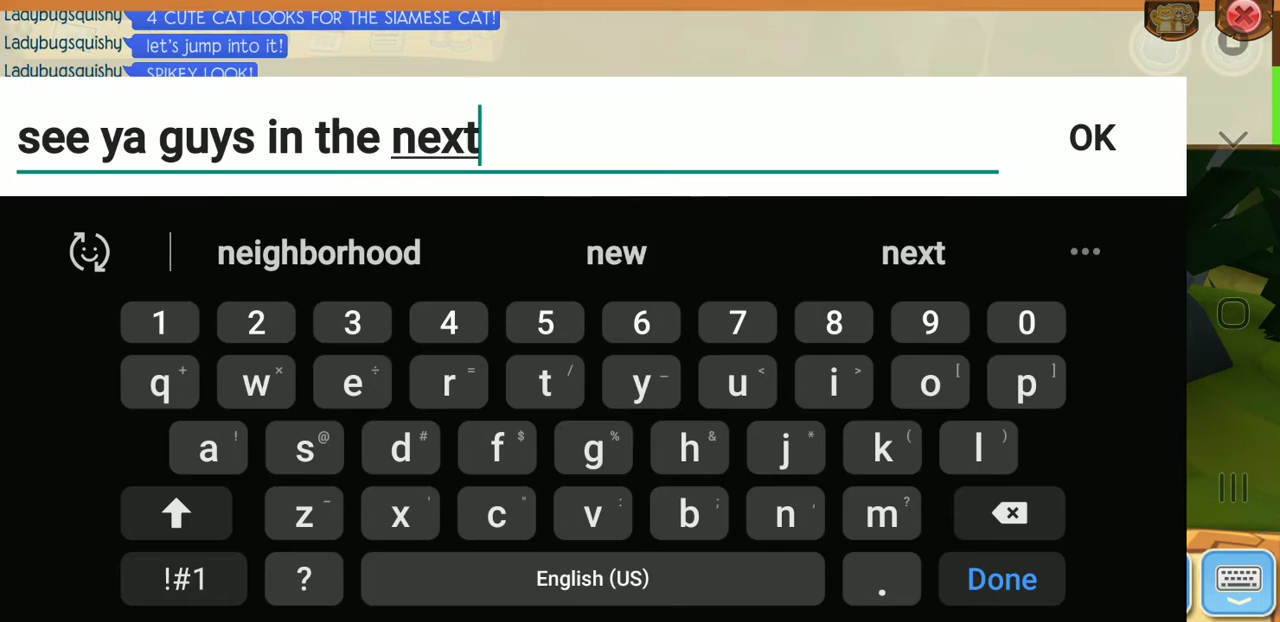 Ladybugsquishy 4 CUTE CAT LOOKS FOR THE SIAMESE CAT!
Ladybugsquishy let's jump into it!
Ladybugsquishy SPIKEY LOOK!
see ya guys in the next
OK
neighborhood new next •••
1 2 3 4 5 6 7 8 9 0
q + w × e ÷ r = t / y _ u < i > o [ p ]
a ! s @ d # f $ g % h & j * k ( l )
z - x ' c " v : b ; n , m ?
!#1 ? English (US) . Done